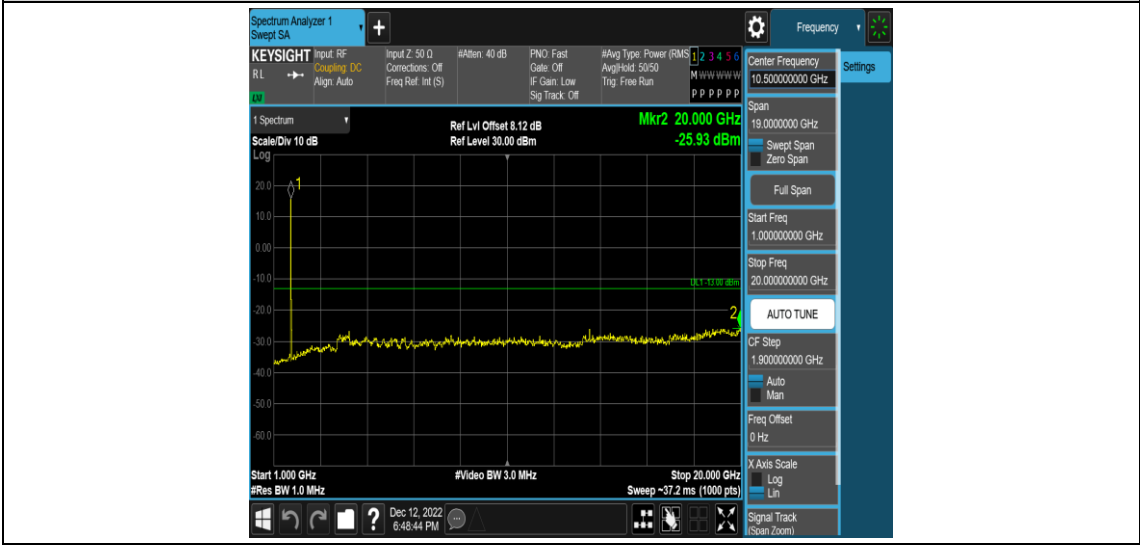 Spectrum Analyzer 1
Swept SA
+
Frequency
KEYSIGHT
RL
LM
Input: RF
Coupling: DC
Align: Auto
Input Z: 50 Ω
Corrections: Off
Freq Ref: Int (S)
#Atten: 40 dB
PNO: Fast
Gate: Off
IF Gain: Low
Sig Track: Off
#Avg Type: Power (RMS
Avg|Hold: 50/50
Trig: Free Run
1 2 3 4 5 6
M W W W W W
P P P P P P
1 Spectrum
Scale/Div 10 dB
Log
Ref Lvl Offset 8.12 dB
Ref Level 30.00 dBm
Mkr2 20.000 GHz
-25.93 dBm
1
20.0
10.0
0.00
-10.0
DL1 -13.00 dBm
-20.0
2
-30.0
-40.0
-50.0
-60.0
Start 1.000 GHz
#Video BW 3.0 MHz
Stop 20.000 GHz
#Res BW 1.0 MHz
Sweep ~37.2 ms (1000 pts)
?
Dec 12, 2022
6:48:44 PM
Center Frequency
10.500000000 GHz
Settings
Span
19.0000000 GHz
Swept Span
Zero Span
Full Span
Start Freq
1.000000000 GHz
Stop Freq
20.000000000 GHz
AUTO TUNE
CF Step
1.900000000 GHz
Auto
Man
Freq Offset
0 Hz
X Axis Scale
Log
Lin
Signal Track
(Span Zoom)